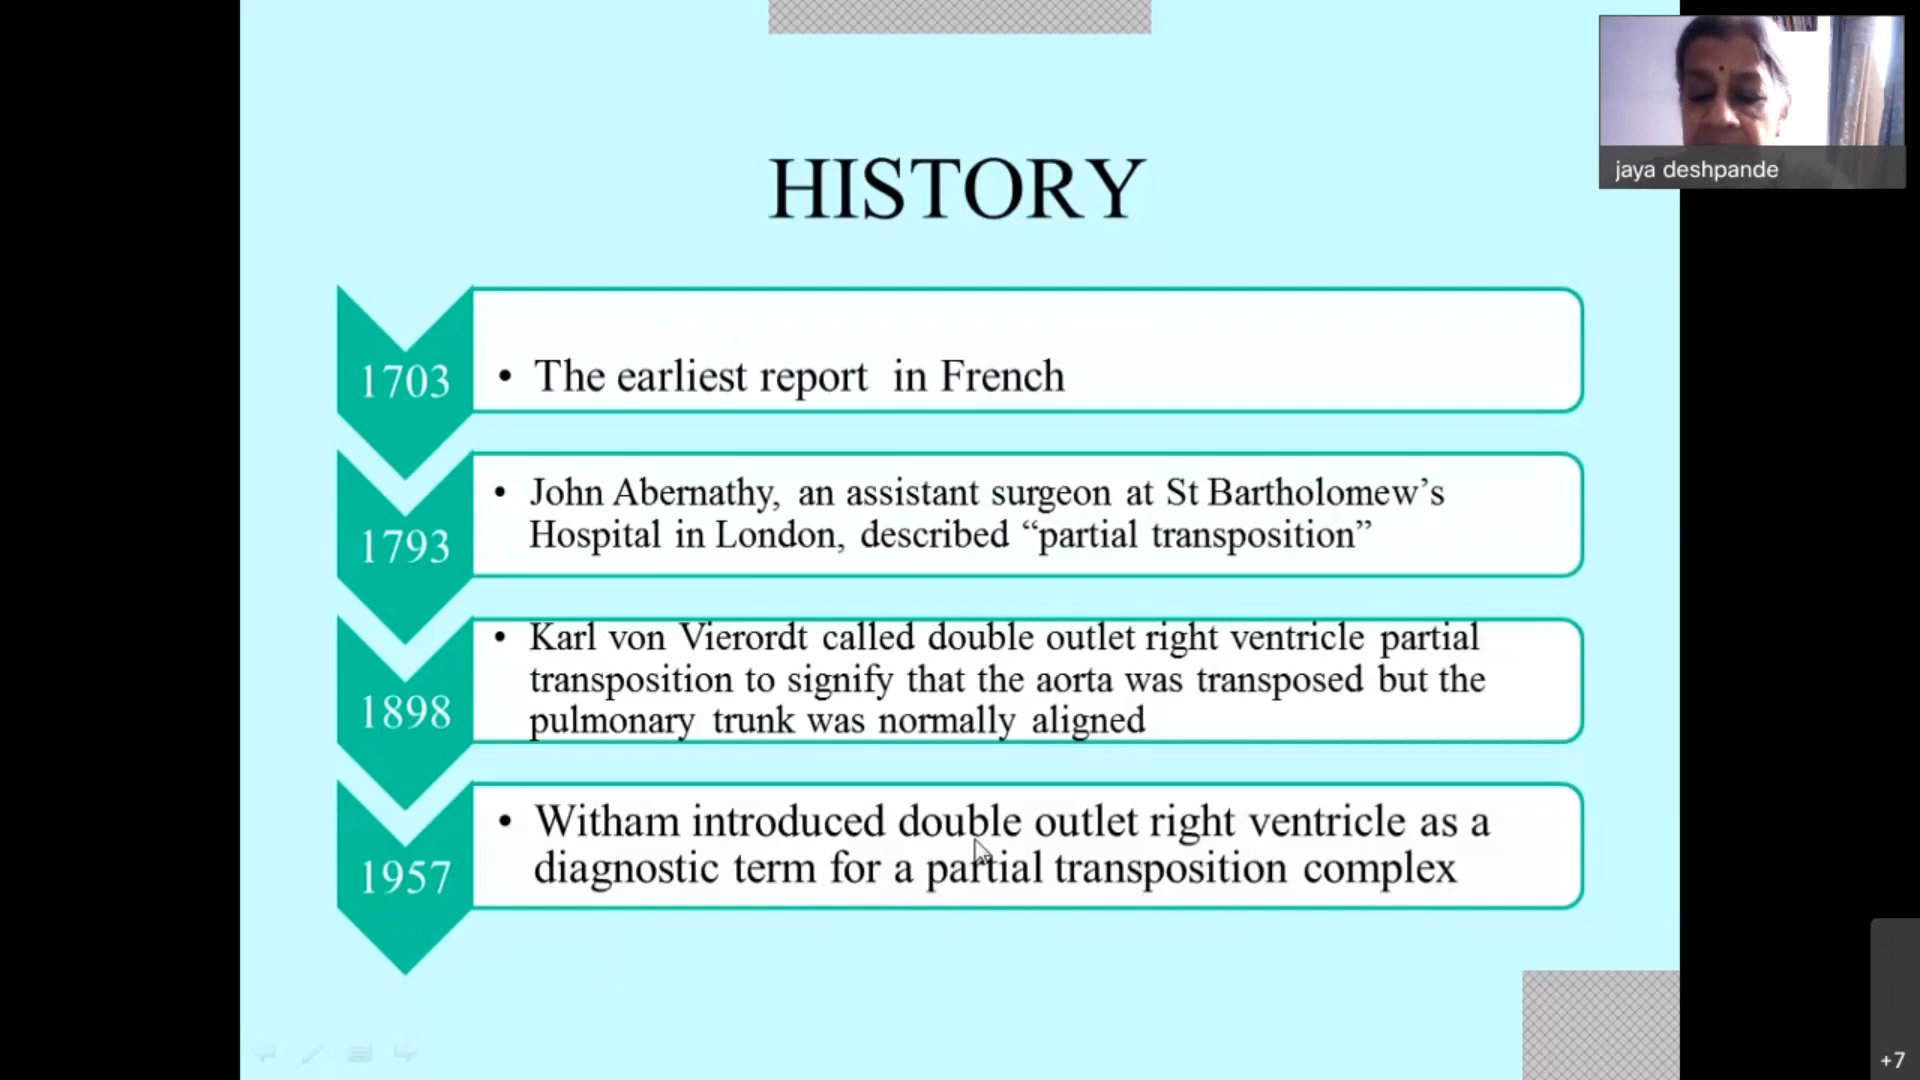 jaya deshpande
HISTORY
1703
• The earliest report in French
1793
• John Abernathy, an assistant surgeon at St Bartholomew’s
Hospital in London, described “partial transposition”
1898
• Karl von Vierordt called double outlet right ventricle partial
transposition to signify that the aorta was transposed but the
pulmonary trunk was normally aligned
1957
• Witham introduced double outlet right ventricle as a
diagnostic term for a partial transposition complex
+7